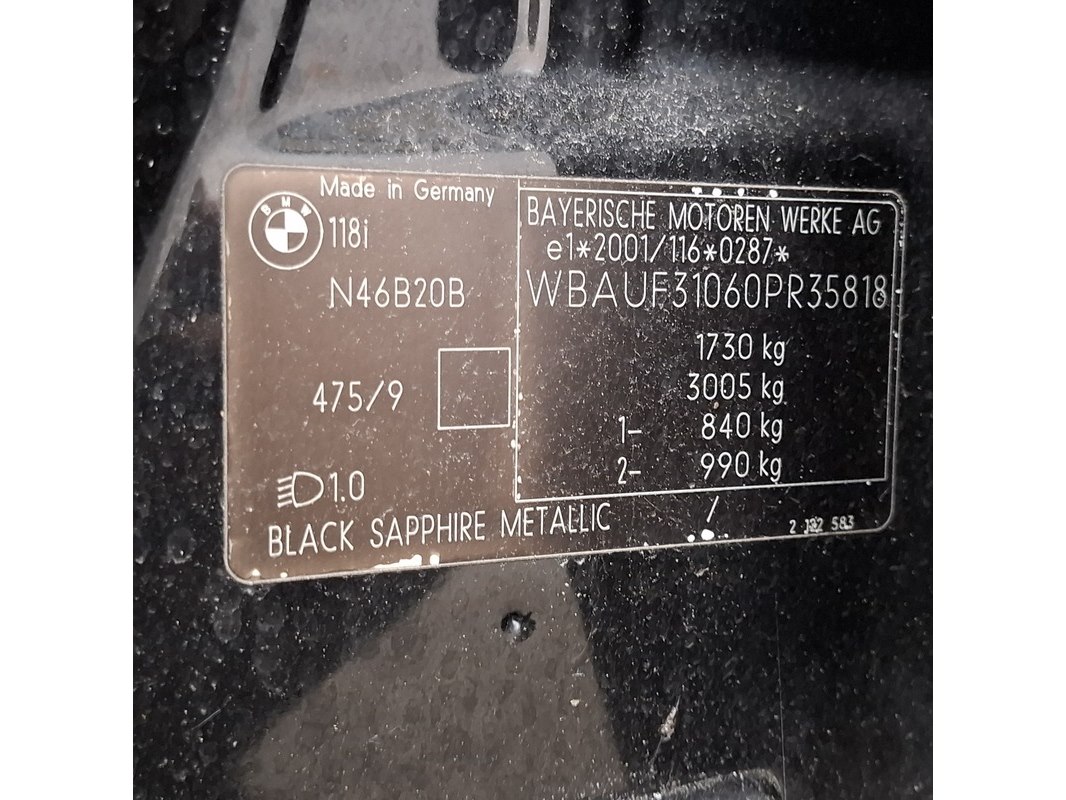 Made in Germany
BMW
118i
N46B20B
475/9
1.0
BAYERISCHE MOTOREN WERKE AG
e1*2001/116*0287*
WBAUF31060PR35818
1730 kg
3005 kg
1- 840 kg
2- 990 kg
BLACK SAPPHIRE METALLIC /
2 583